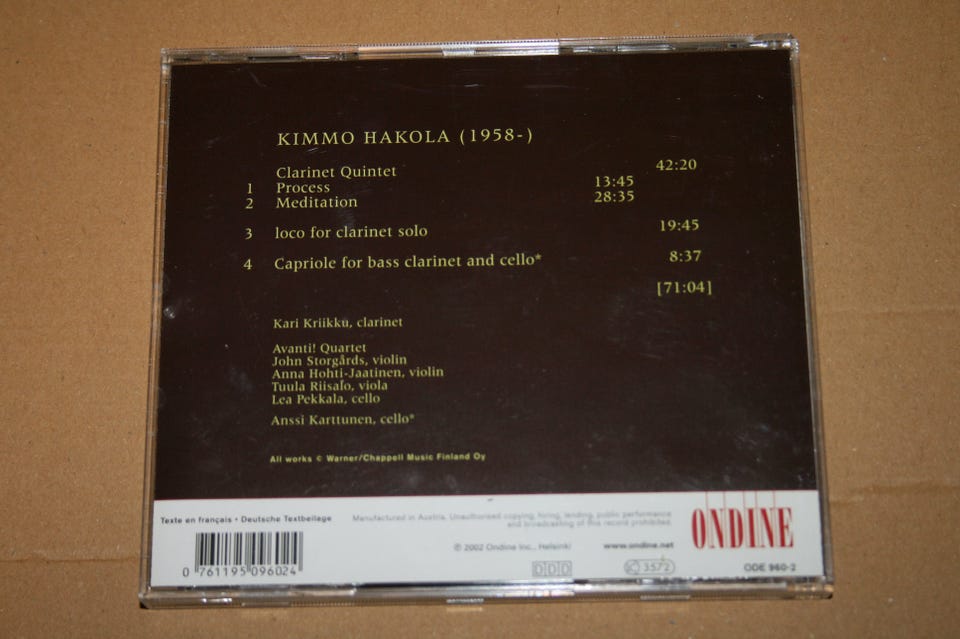 KIMMO HAKOLA (1958-)
Clarinet Quintet 42:20
1 Process 13:45
2 Meditation 28:35
3 loco for clarinet solo 19:45
4 Capriole for bass clarinet and cello* 8:37
[71:04]
Kari Kriikku, clarinet
Avanti! Quartet
John Storgårds, violin
Anna Hohti-Jaatinen, violin
Tuula Riisalo, viola
Lea Pekkala, cello
Anssi Karttunen, cello*
All works © Warner/Chappell Music Finland Oy
Texte en français • Deutsche Textbeilage
Manufactured in Austria. Unauthorised copying, hiring, lending, public performance
and broadcasting of this record prohibited.
ONDINE
℗ 2002 Ondine Inc., Helsinki
www.ondine.net
0 761195 096024
DDD
3572
ODE 960-2